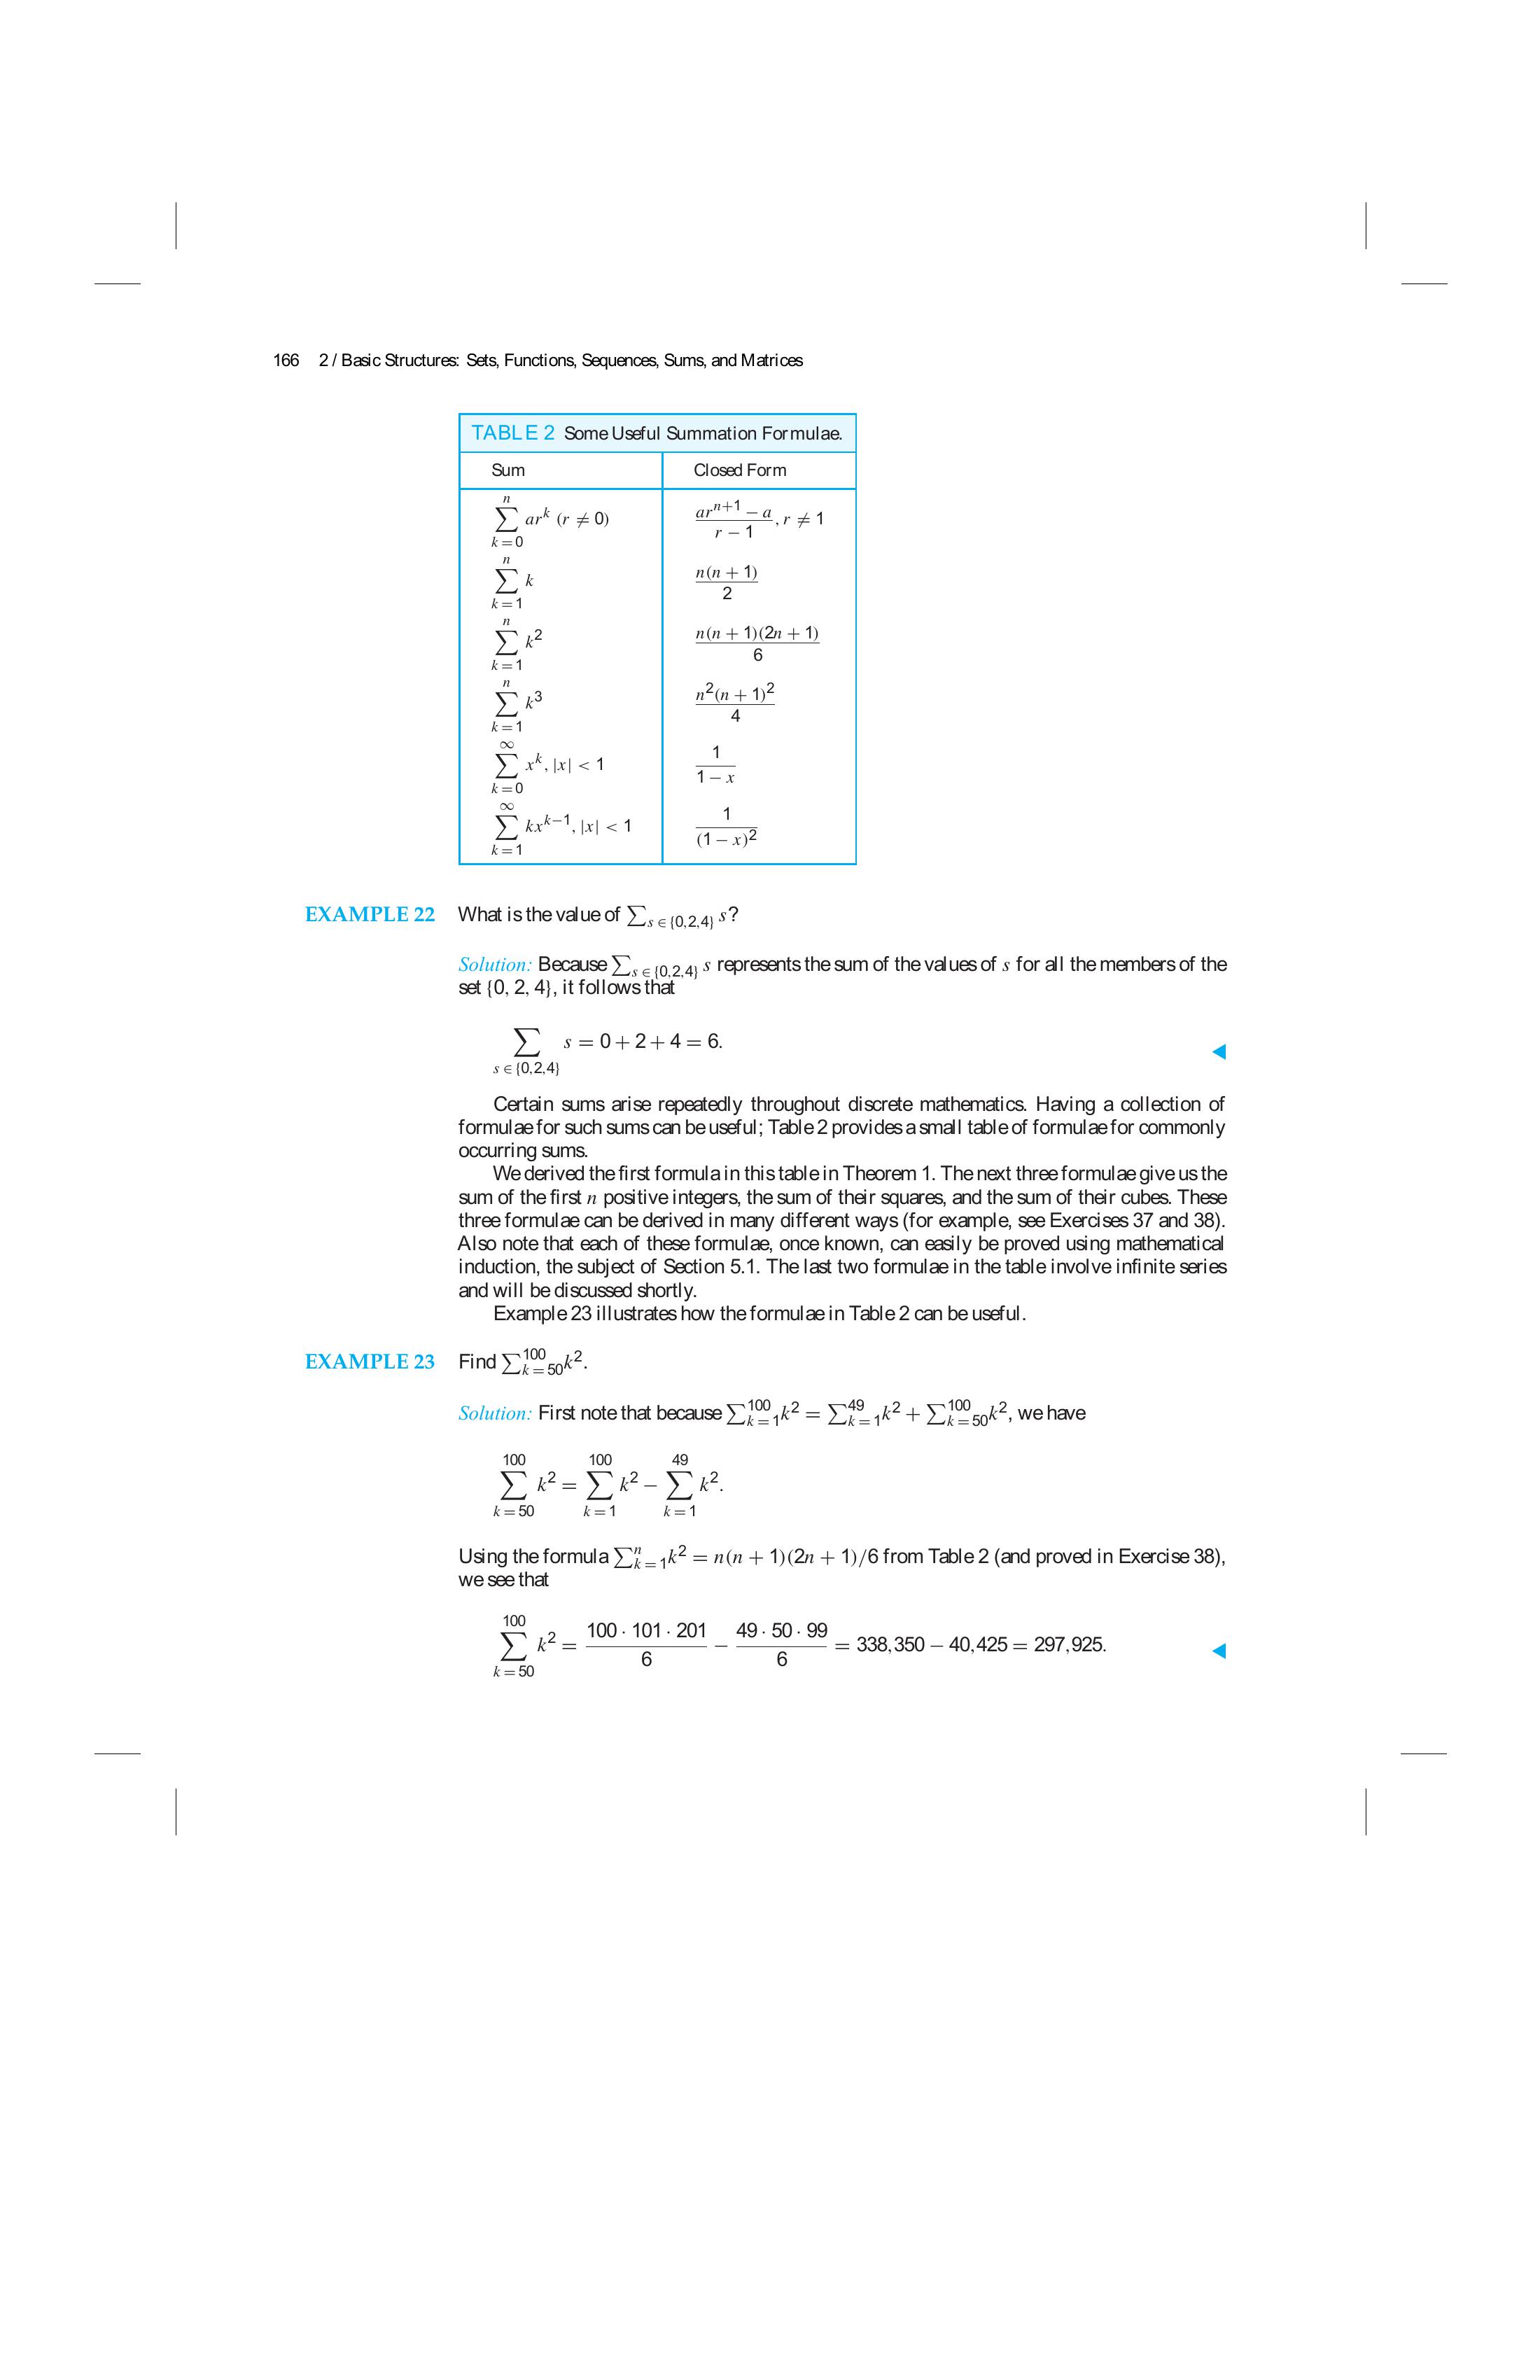 166 2 / Basic Structures: Sets, Functions, Sequences, Sums, and Matrices
TABLE 2 Some Useful Summation Formulae.
Sum Closed Form
\sum_{k=0}^{n} ar^k (r ≠ 0) \frac{ar^{n+1} − a}{r − 1}, r ≠ 1
\sum_{k=1}^{n} k \frac{n(n + 1)}{2}
\sum_{k=1}^{n} k^2 \frac{n(n + 1)(2n + 1)}{6}
\sum_{k=1}^{n} k^3 \frac{n^2(n + 1)^2}{4}
\sum_{k=0}^{∞} x^k, |x| < 1 \frac{1}{1 − x}
\sum_{k=1}^{∞} kx^{k−1}, |x| < 1 \frac{1}{(1 − x)^2}
EXAMPLE 22 What is the value of \sum_{s ∈ {0,2,4}} s?
Solution: Because \sum_{s ∈ {0,2,4}} s represents the sum of the values of s for all the members of the
set {0, 2, 4}, it follows that
\sum_{s ∈ {0,2,4}} s = 0 + 2 + 4 = 6.
Certain sums arise repeatedly throughout discrete mathematics. Having a collection of
formulae for such sums can be useful; Table 2 provides a small table of formulae for commonly
occurring sums.
We derived the first formula in this table in Theorem 1. The next three formulae give us the
sum of the first n positive integers, the sum of their squares, and the sum of their cubes. These
three formulae can be derived in many different ways (for example, see Exercises 37 and 38).
Also note that each of these formulae, once known, can easily be proved using mathematical
induction, the subject of Section 5.1. The last two formulae in the table involve infinite series
and will be discussed shortly.
Example 23 illustrates how the formulae in Table 2 can be useful.
EXAMPLE 23 Find \sum_{k=50}^{100} k^2.
Solution: First note that because \sum_{k=1}^{100} k^2 = \sum_{k=1}^{49} k^2 + \sum_{k=50}^{100} k^2, we have
\sum_{k=50}^{100} k^2 = \sum_{k=1}^{100} k^2 − \sum_{k=1}^{49} k^2.
Using the formula \sum_{k=1}^{n} k^2 = n(n + 1)(2n + 1)/6 from Table 2 (and proved in Exercise 38),
we see that
\sum_{k=50}^{100} k^2 = \frac{100 · 101 · 201}{6} − \frac{49 · 50 · 99}{6} = 338,350 − 40,425 = 297,925.